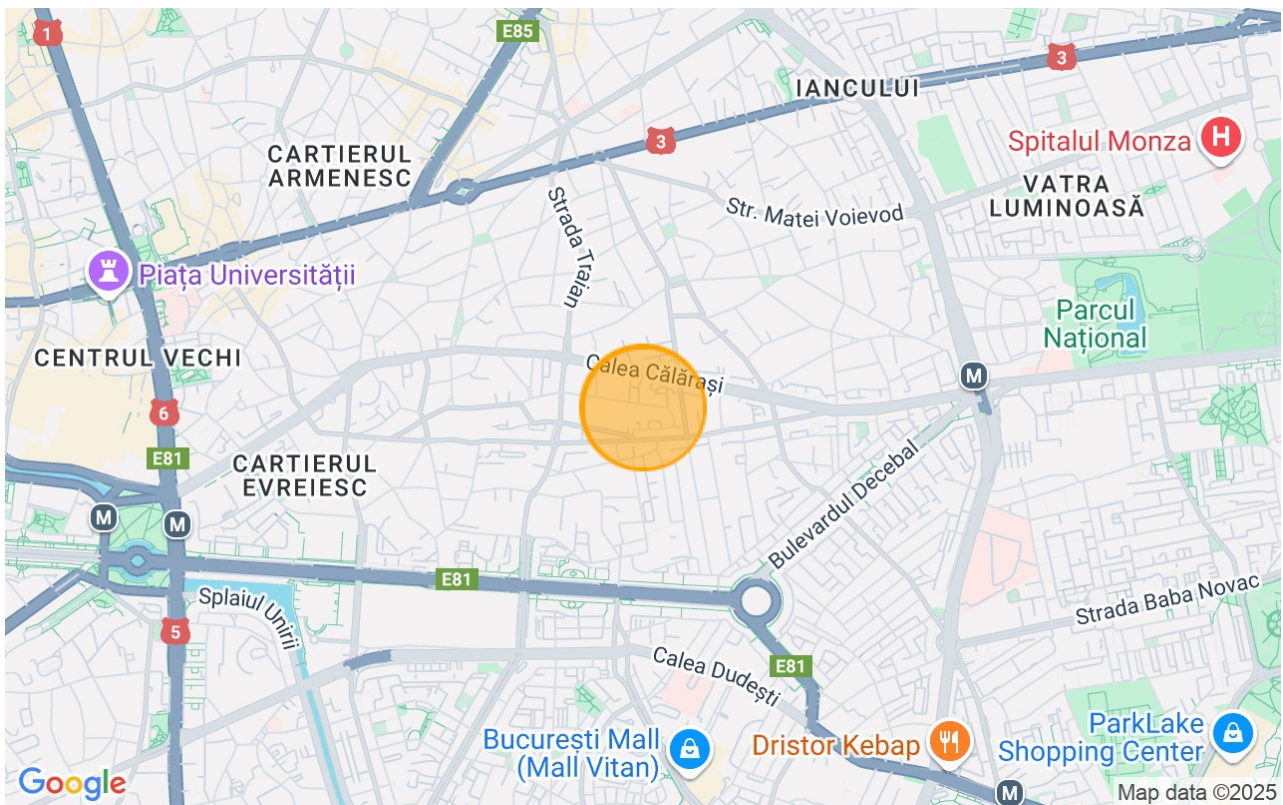 1
E85
3
IANCULUI
Spitalul Monza
H
3
CARTIERUL
ARMENESC
VATRA
LUMINOASĂ
Strada Traian
Str. Matei Voievod
Piața Universității
Parcul
Național
CENTRUL VECHI
Calea Călărași
M
6
E81
CARTIERUL
EVREIESC
Bulevardul Decebal
M
M
E81
Splaiul Unirii
Strada Baba Novac
5
Calea Dudești
E81
București Mall
(Mall Vitan)
Dristor Kebap
ParkLake
Shopping Center
Google
M
Map data ©2025